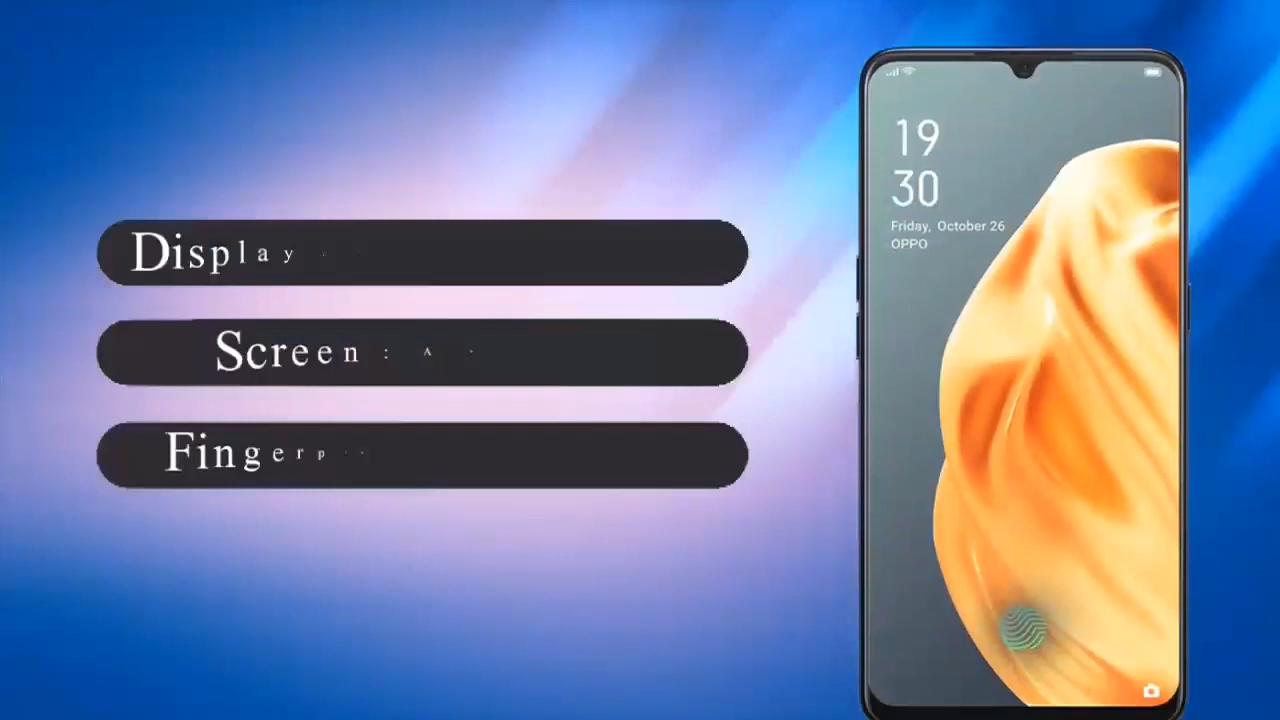 Display
Screen : A
Fingerp
19
30
Friday, October 26
OPPO